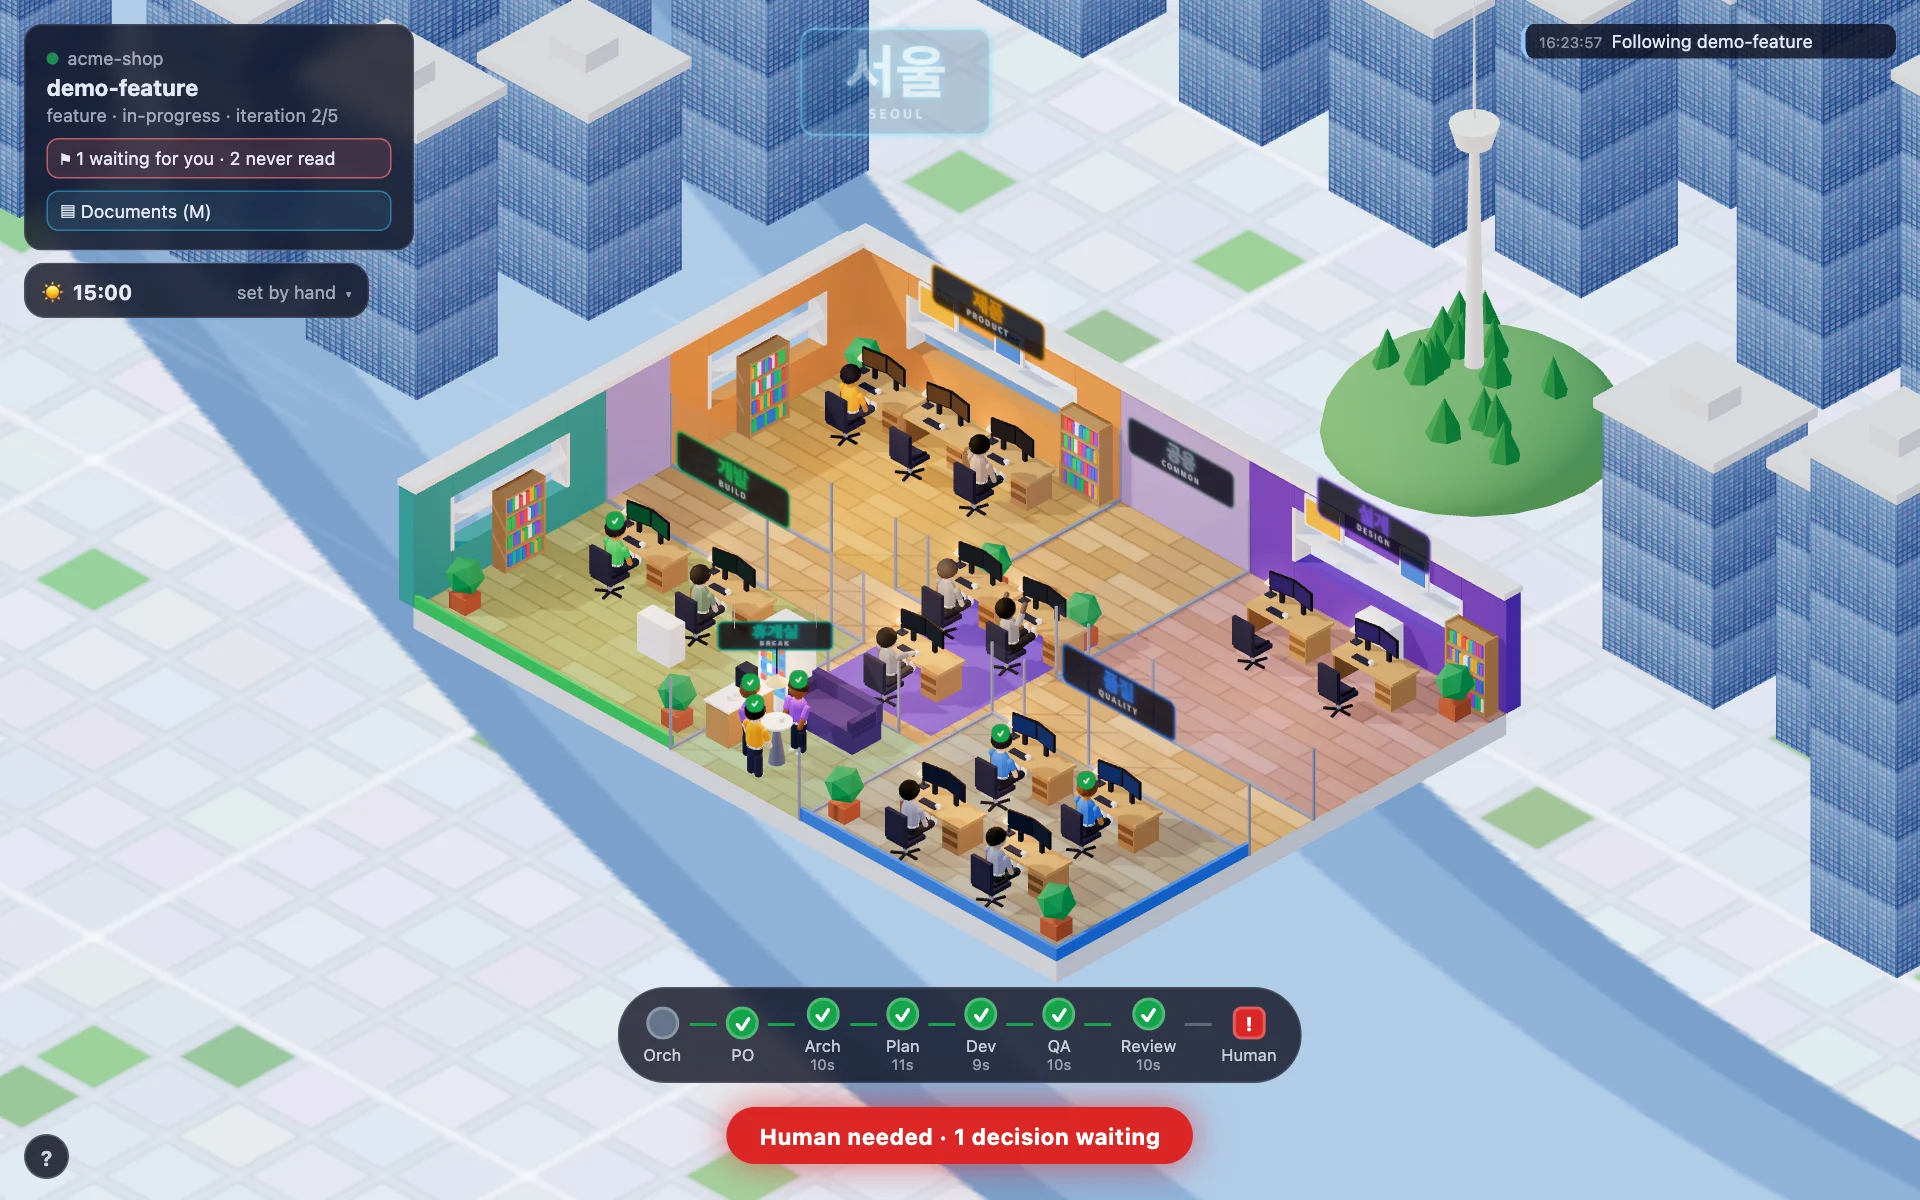 acme-shop
demo-feature
feature · in-progress · iteration 2/5
⚑ 1 waiting for you · 2 never read
▤ Documents (M)
☀️ 15:00
set by hand ▾
서울
SEOUL
16:23:57 Following demo-feature
제품
PRODUCT
개발
BUILD
공용
COMMON
설계
DESIGN
휴게실
BREAK
품질
QUALITY
Orch
PO
Arch
10s
Plan
11s
Dev
9s
QA
10s
Review
10s
!
Human
Human needed · 1 decision waiting
?